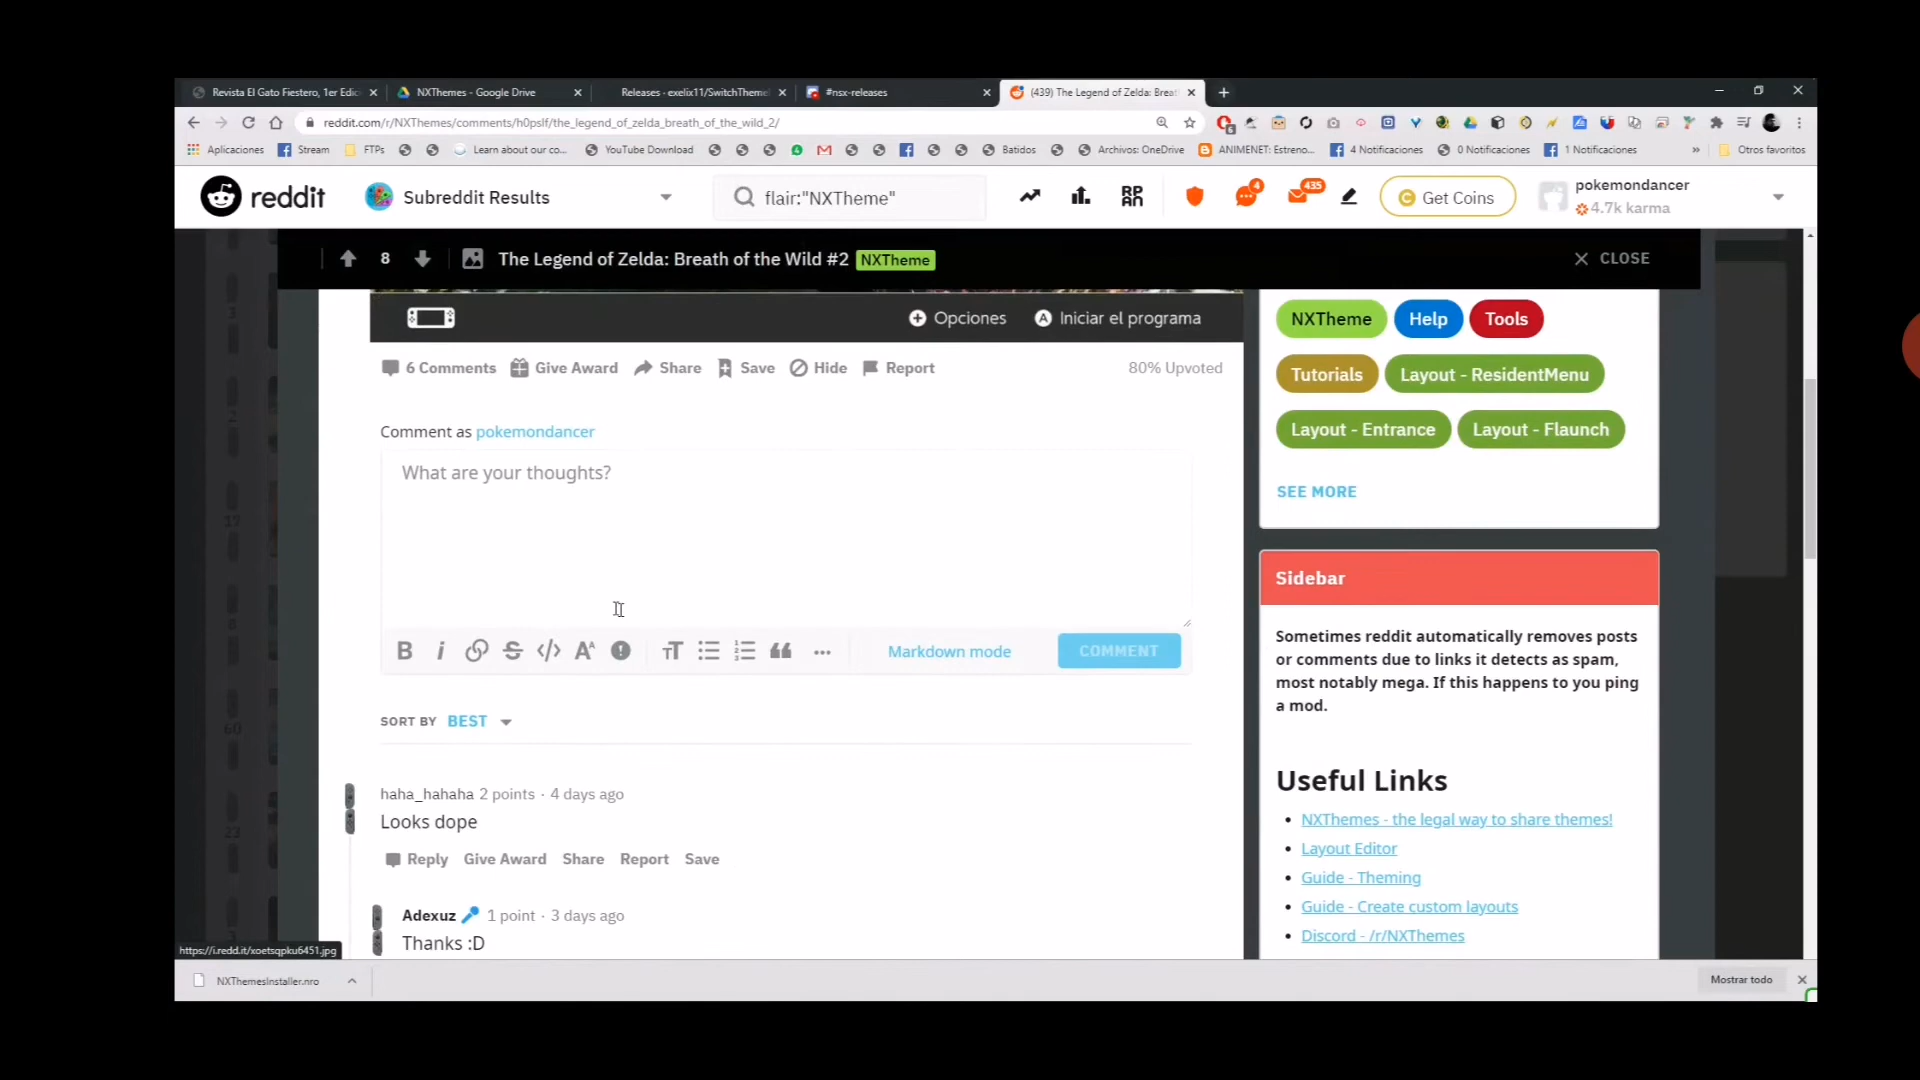 Revista El Gato Fiestero, 1er Edic
NXThemes - Google Drive
Releases - exelix11/SwitchThemeI
#nsx-releases
(439) The Legend of Zelda: Breat
reddit.com/r/NXThemes/comments/h0pslf/the_legend_of_zelda_breath_of_the_wild_2/
Aplicaciones
Stream
FTPs
Learn about our co...
YouTube Download
Batidos
Archivos: OneDrive
ANIMENET: Estreno...
4 Notificaciones
0 Notificaciones
1 Notificaciones
»
Otros favoritos
reddit
Subreddit Results
flair:"NXTheme"
4
435
Get Coins
pokemondancer
4.7k karma
8
The Legend of Zelda: Breath of the Wild #2
NXTheme
CLOSE
Opciones
Iniciar el programa
6 Comments
Give Award
Share
Save
Hide
Report
80% Upvoted
Comment as pokemondancer
What are your thoughts?
Markdown mode
COMMENT
SORT BY BEST
haha_hahaha 2 points · 4 days ago
Looks dope
Reply Give Award Share Report Save
Adexuz 1 point · 3 days ago
Thanks :D
NXTheme
Help
Tools
Tutorials
Layout - ResidentMenu
Layout - Entrance
Layout - Flaunch
SEE MORE
Sidebar
Sometimes reddit automatically removes posts
or comments due to links it detects as spam,
most notably mega. If this happens to you ping
a mod.
Useful Links
NXThemes - the legal way to share themes!
Layout Editor
Guide - Theming
Guide - Create custom layouts
Discord - /r/NXThemes
https://i.redd.it/xoetsqpku6451.jpg
NXThemesInstaller.nro
Mostrar todo